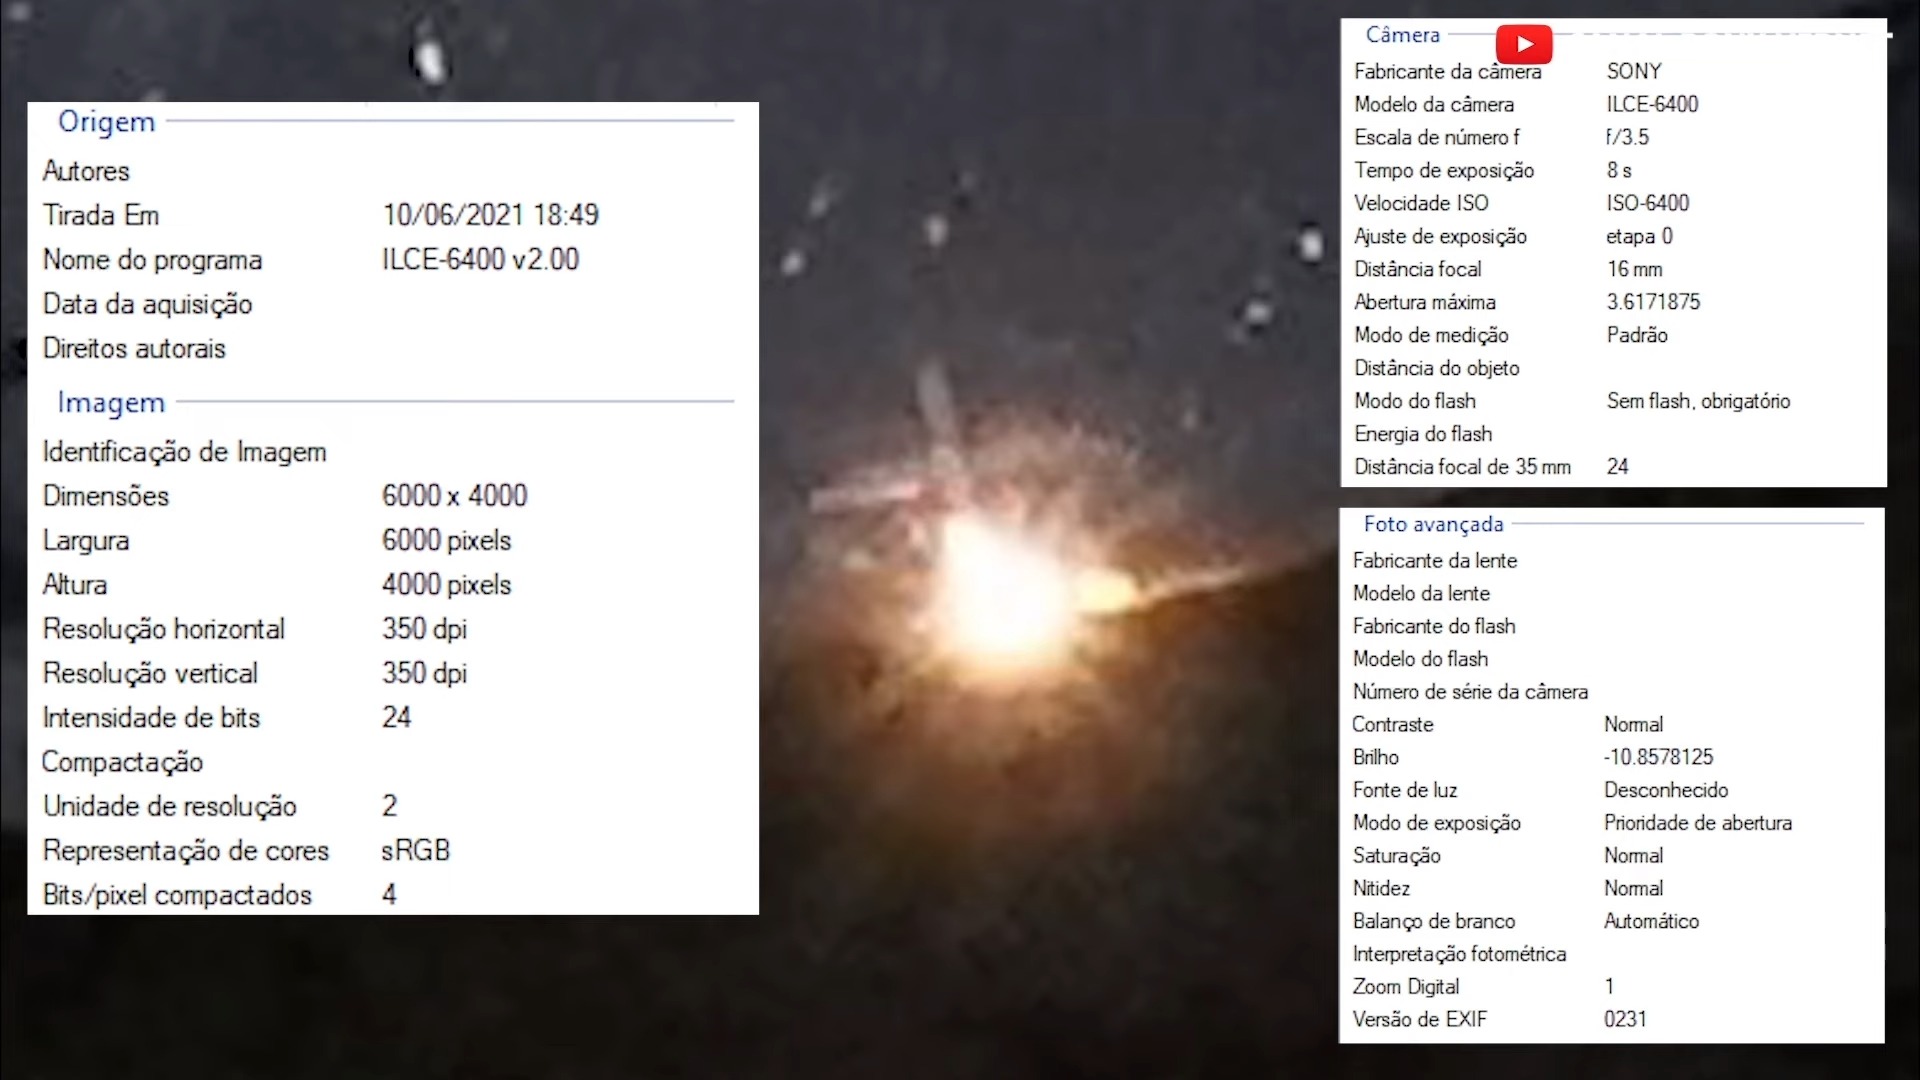 Origem
Autores
Tirada Em 10/06/2021 18:49
Nome do programa ILCE-6400 v2.00
Data da aquisição
Direitos autorais
Imagem
Identificação de Imagem
Dimensões 6000 x 4000
Largura 6000 pixels
Altura 4000 pixels
Resolução horizontal 350 dpi
Resolução vertical 350 dpi
Intensidade de bits 24
Compactação
Unidade de resolução 2
Representação de cores sRGB
Bits/pixel compactados 4
Câmera
Fabricante da câmera SONY
Modelo da câmera ILCE-6400
Escala de número f f/3.5
Tempo de exposição 8 s
Velocidade ISO ISO-6400
Ajuste de exposição etapa 0
Distância focal 16 mm
Abertura máxima 3.6171875
Modo de medição Padrão
Distância do objeto
Modo do flash Sem flash, obrigatório
Energia do flash
Distância focal de 35 mm 24
Foto avançada
Fabricante da lente
Modelo da lente
Fabricante do flash
Modelo do flash
Número de série da câmera
Contraste Normal
Brilho -10.8578125
Fonte de luz Desconhecido
Modo de exposição Prioridade de abertura
Saturação Normal
Nitidez Normal
Balanço de branco Automático
Interpretação fotométrica
Zoom Digital 1
Versão de EXIF 0231